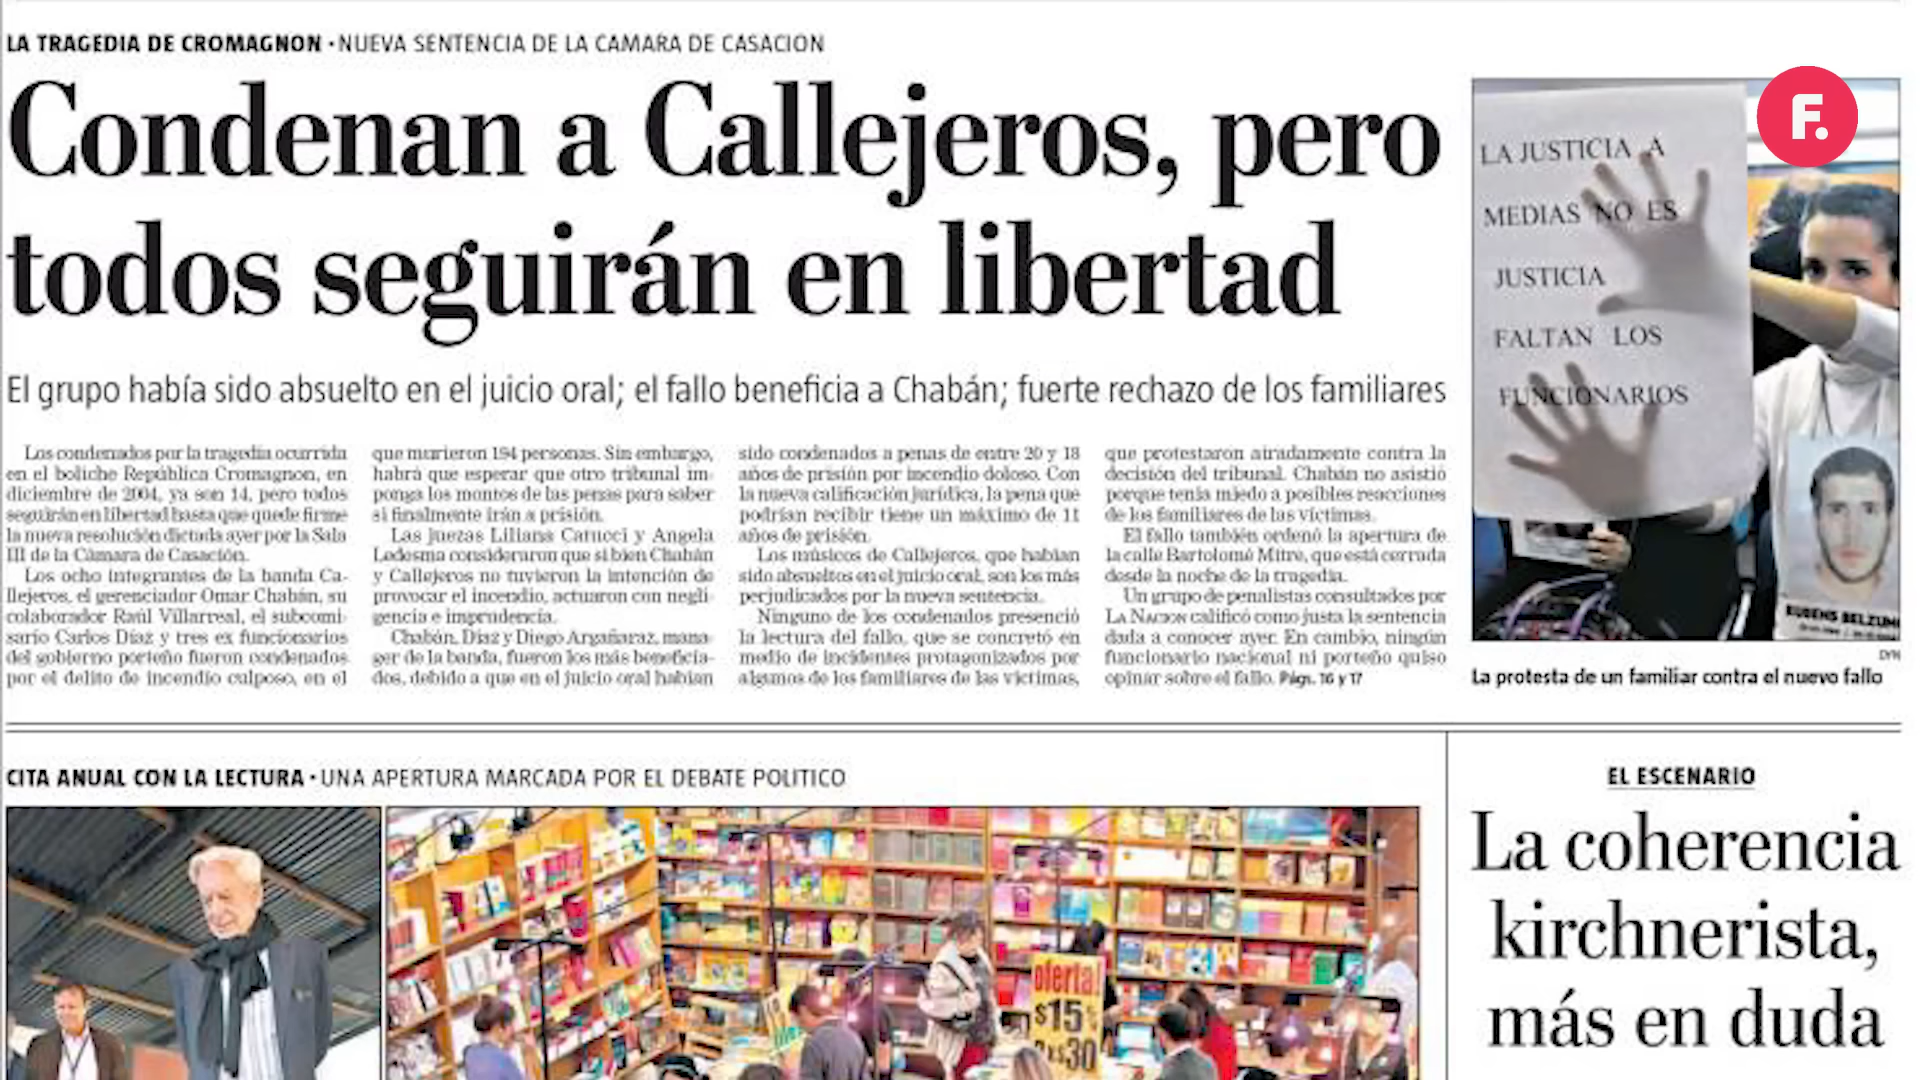 LA TRAGEDIA DE CROMAGNON · NUEVA SENTENCIA DE LA CAMARA DE CASACION
Condenan a Callejeros, pero
todos seguirán en libertad
El grupo había sido absuelto en el juicio oral; el fallo beneficia a Chabán; fuerte rechazo de los familiares
Los condenados por la tragedia ocurrida
en el boliche República Cromagnon, en
diciembre de 2004, ya son 14, pero todos
seguirán en libertad hasta que quede firme
la nueva resolución dictada ayer por la Sala
III de la Cámara de Casación.
Los ocho integrantes de la banda Ca-
llejeros, el gerenciador Omar Chabán, su
colaborador Raúl Villarreal, el subcomi-
sario Carlos Díaz y tres ex funcionarios
del gobierno porteño fueron condenados
por el delito de incendio culposo, en el
que murieron 194 personas. Sin embargo,
habrá que esperar que otro tribunal im-
ponga los montos de las penas para saber
si finalmente irán a prisión.
Las juezas Liliana Catucci y Angela
Ledesma consideraron que si bien Chabán
y Callejeros no tuvieron la intención de
provocar el incendio, actuaron con negli-
gencia e imprudencia.
Chabán, Díaz y Diego Argañaraz, mana-
ger de la banda, fueron los más beneficia-
dos, debido a que en el juicio oral habían
sido condenados a penas de entre 20 y 18
años de prisión por incendio doloso. Con
la nueva calificación jurídica, la pena que
podrían recibir tiene un máximo de 11
años de prisión.
Los músicos de Callejeros, que habían
sido absueltos en el juicio oral, son los más
perjudicados por la nueva sentencia.
Ninguno de los condenados presenció
la lectura del fallo, que se concretó en
medio de incidentes protagonizados por
algunos de los familiares de las víctimas,
que protestaron airadamente contra la
decisión del tribunal. Chabán no asistió
porque tenía miedo a posibles reacciones
de los familiares de las víctimas.
El fallo también ordenó la apertura de
la calle Bartolomé Mitre, que está cerrada
desde la noche de la tragedia.
Un grupo de penalistas consultados por
LA NACION calificó como justa la sentencia
dada a conocer ayer. En cambio, ningún
funcionario nacional ni porteño quiso
opinar sobre el fallo. Págs. 16 y 17
F.
LA JUSTICIA A
MEDIAS NO ES
JUSTICIA
FALTAN LOS
FUNCIONARIOS
RUBENS BELZUN
DYN
La protesta de un familiar contra el nuevo fallo
CITA ANUAL CON LA LECTURA · UNA APERTURA MARCADA POR EL DEBATE POLITICO
oferta!
$15
$30
EL ESCENARIO
La coherencia
kirchnerista,
más en duda